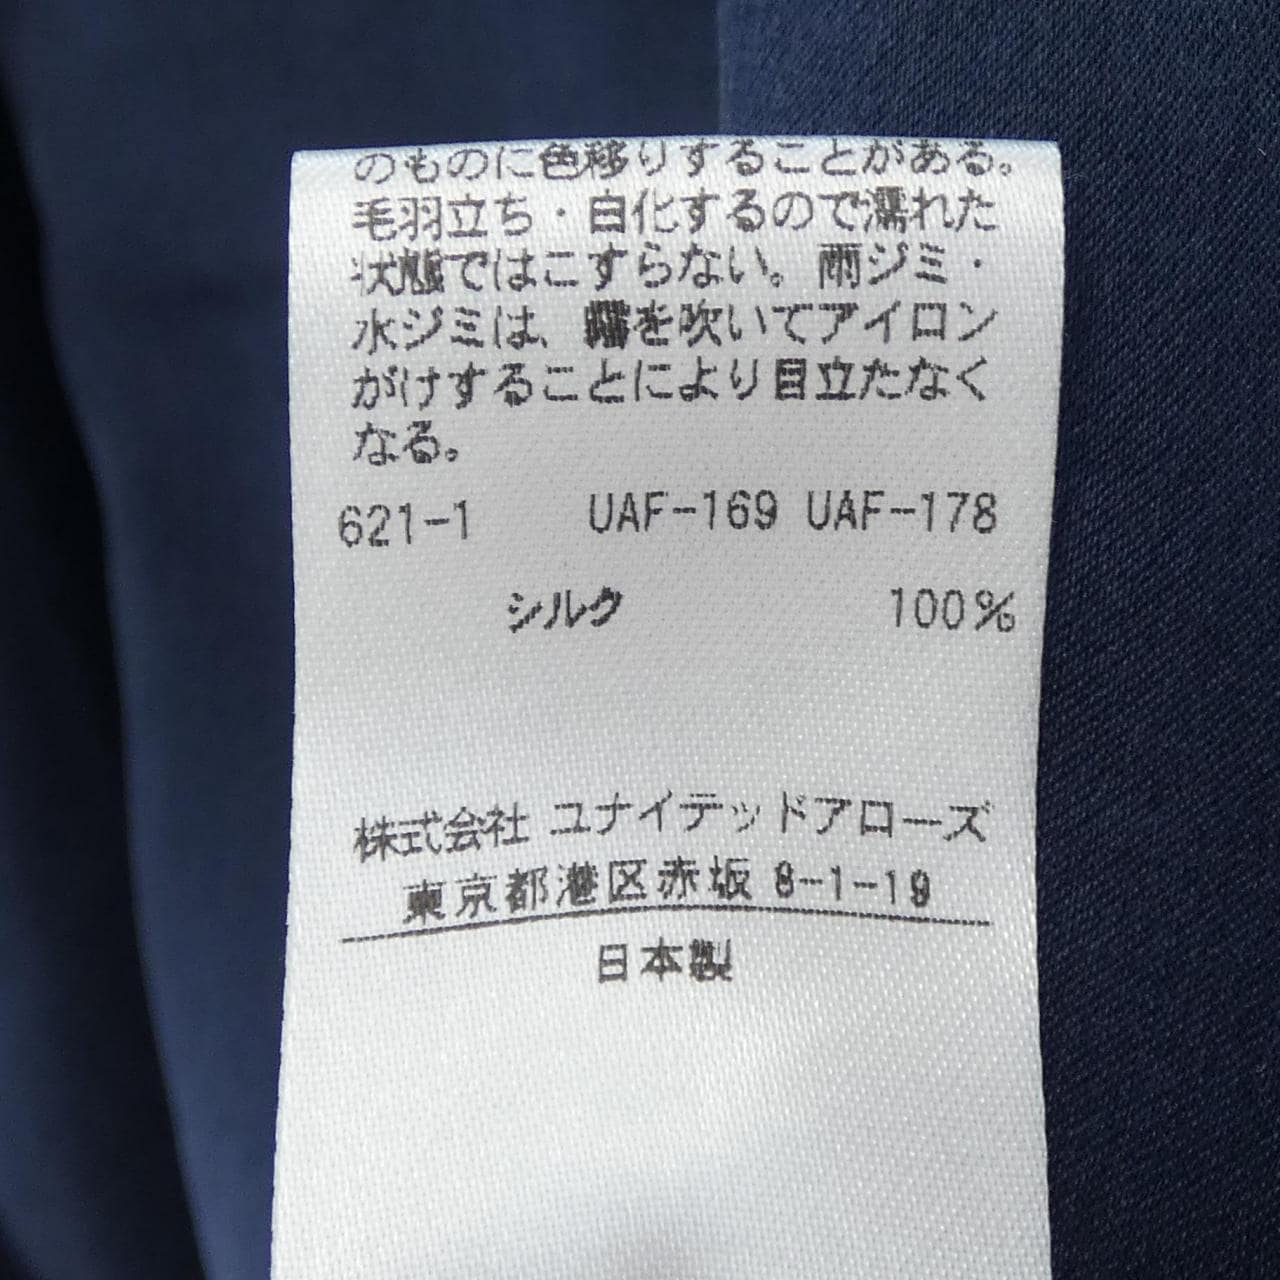 のものに色移りすることがある。
毛羽立ち・白化するので濡れた
状態ではこすらない。雨ジミ・
水ジミは、霧を吹いてアイロン
がけすることにより目立たなく
なる。
621-1 UAF-169 UAF-178
シルク 100%
株式会社 ユナイテッドアローズ
東京都港区赤坂 8-1-19
日本製